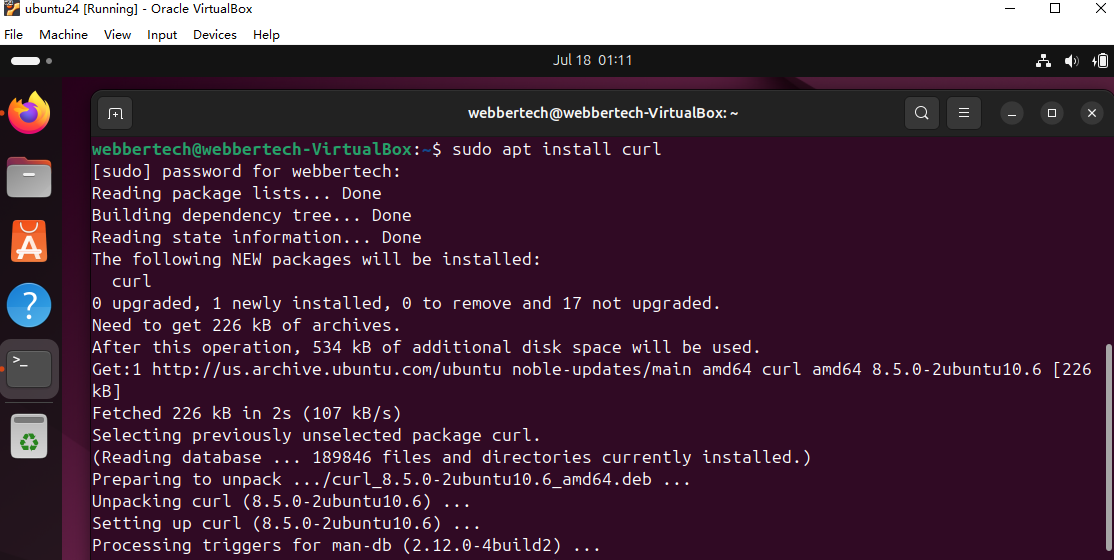 ubuntu24 [Running] - Oracle VirtualBox
File Machine View Input Devices Help
Jul 18 01:11
webbertech@webbertech-VirtualBox: ~
webbertech@webbertech-VirtualBox:~$ sudo apt install curl
[sudo] password for webbertech:
Reading package lists... Done
Building dependency tree... Done
Reading state information... Done
The following NEW packages will be installed:
  curl
0 upgraded, 1 newly installed, 0 to remove and 17 not upgraded.
Need to get 226 kB of archives.
After this operation, 534 kB of additional disk space will be used.
Get:1 http://us.archive.ubuntu.com/ubuntu noble-updates/main amd64 curl amd64 8.5.0-2ubuntu10.6 [226
kB]
Fetched 226 kB in 2s (107 kB/s)
Selecting previously unselected package curl.
(Reading database ... 189846 files and directories currently installed.)
Preparing to unpack .../curl_8.5.0-2ubuntu10.6_amd64.deb ...
Unpacking curl (8.5.0-2ubuntu10.6) ...
Setting up curl (8.5.0-2ubuntu10.6) ...
Processing triggers for man-db (2.12.0-4build2) ...